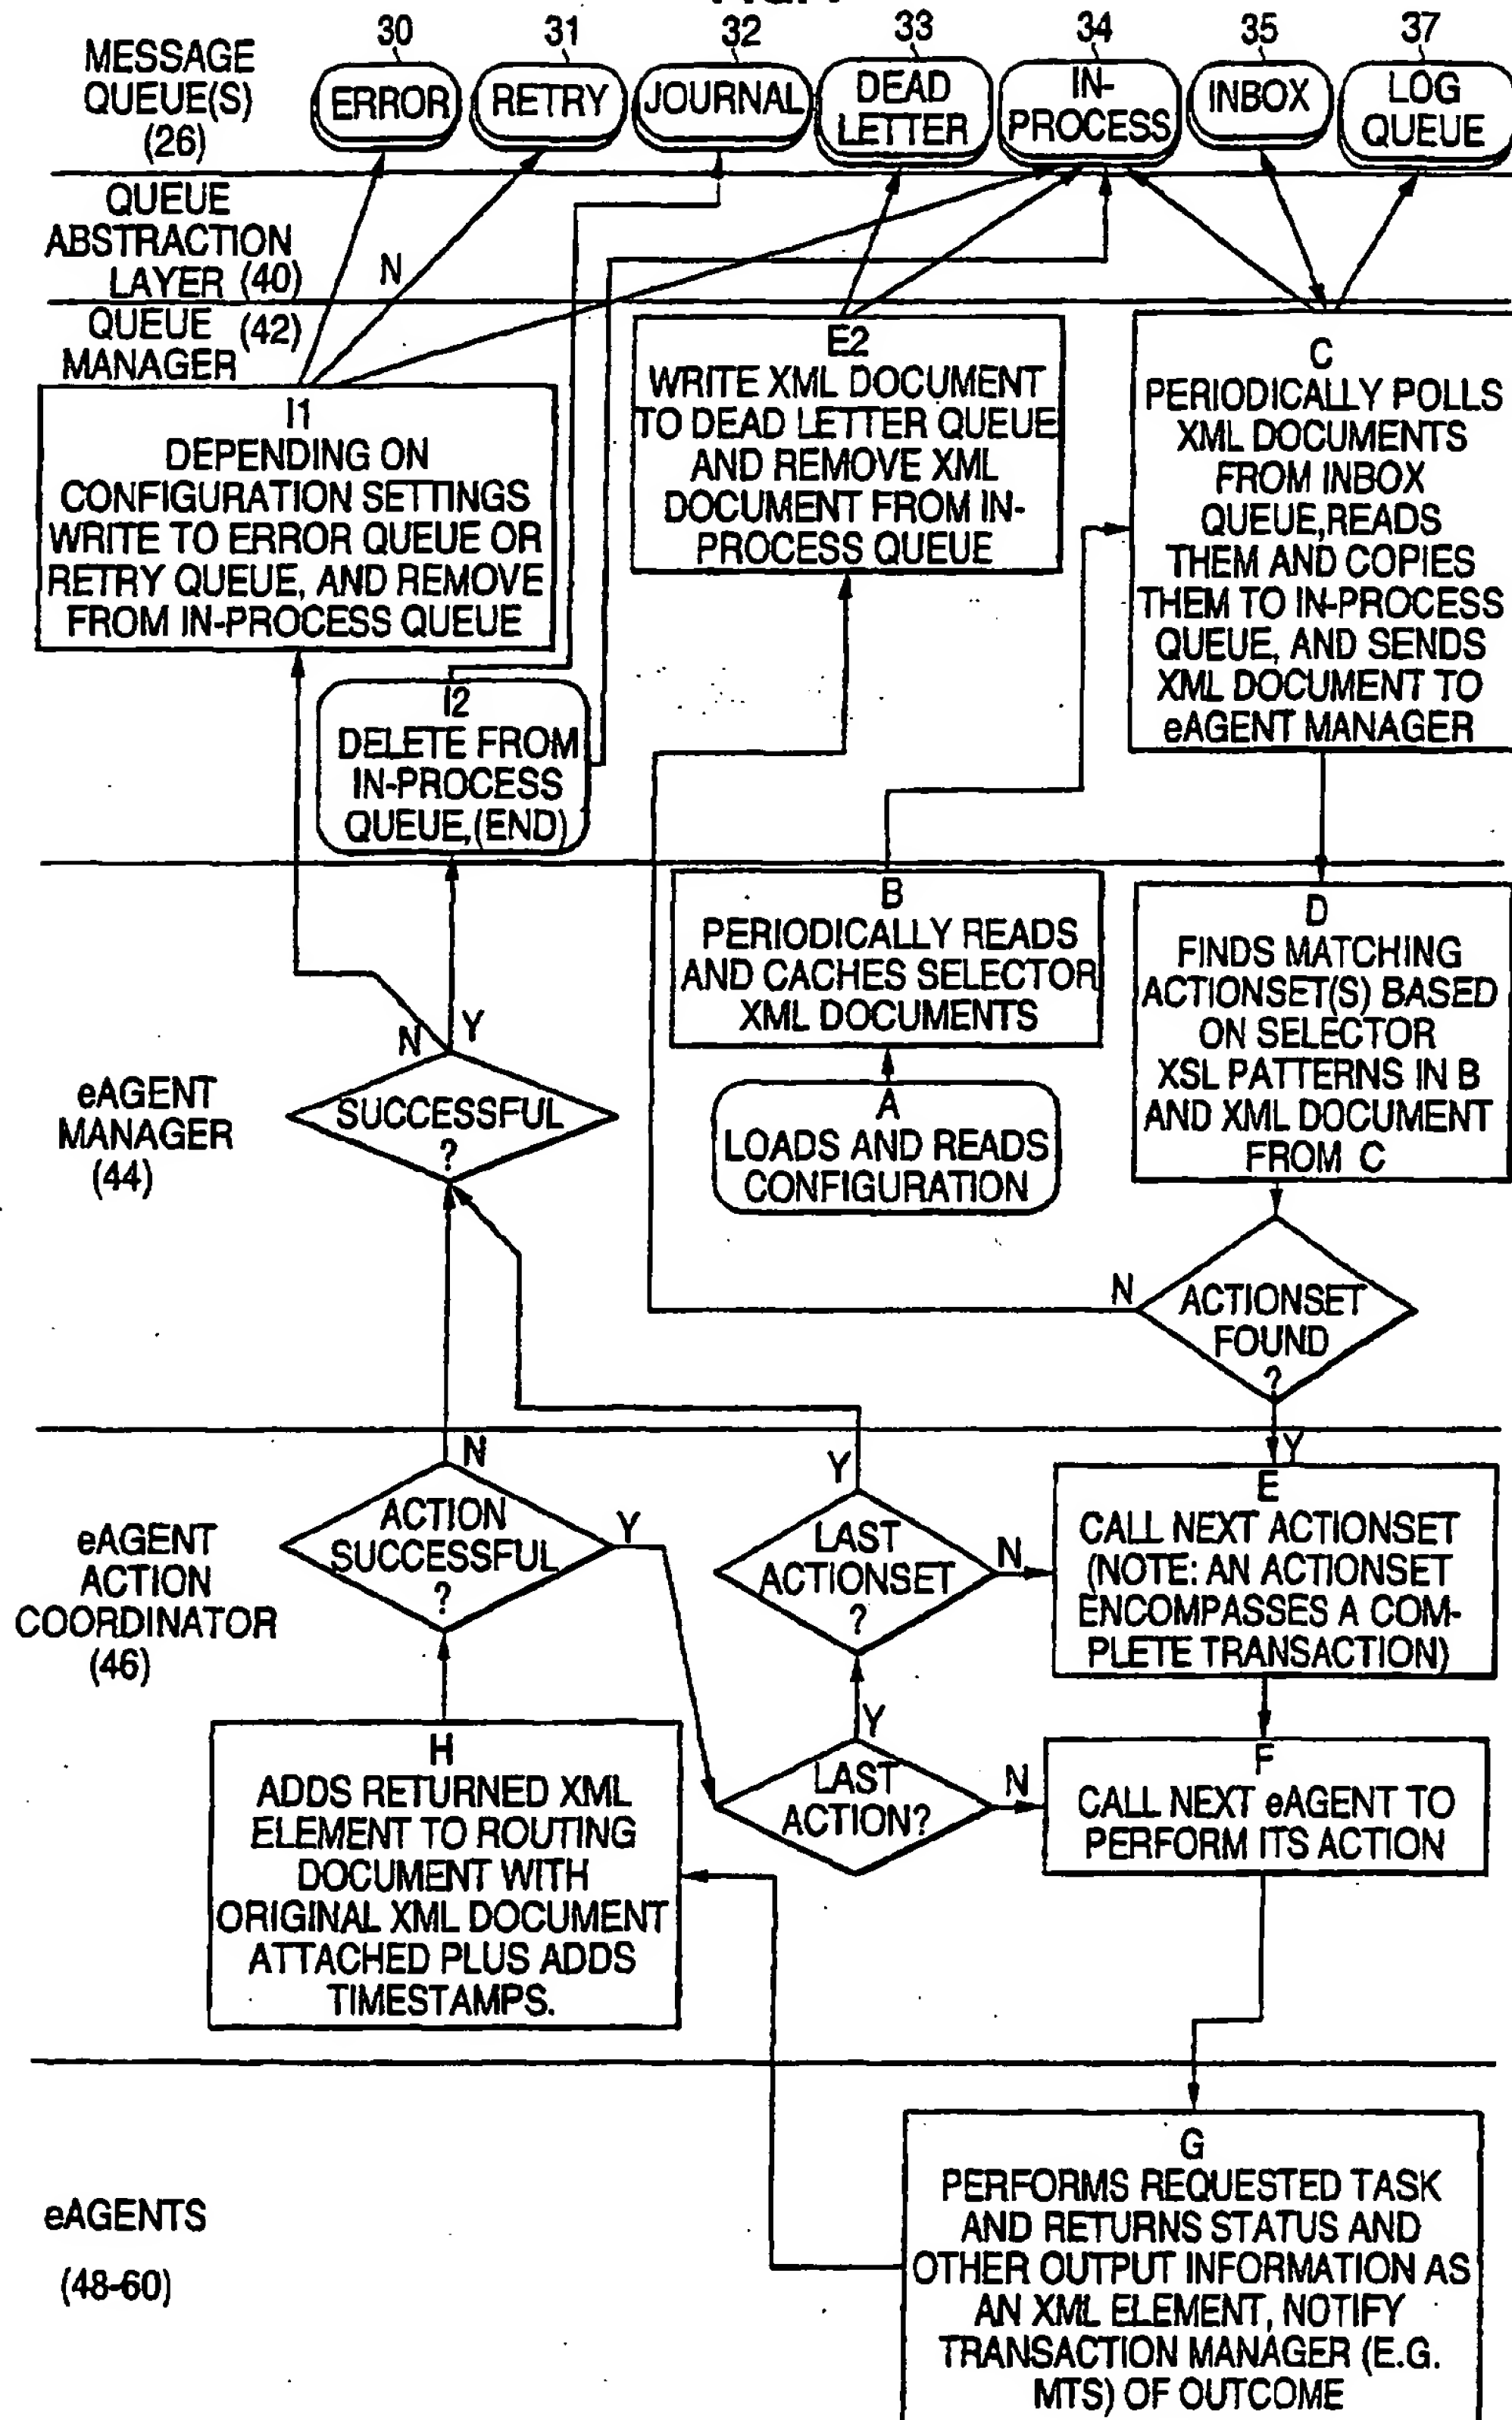 30
31
32
33
34
35
37
MESSAGE
QUEUE(S)
(26)
ERROR
RETRY
JOURNAL
DEAD
LETTER
IN-
PROCESS
INBOX
LOG
QUEUE
QUEUE
ABSTRACTION
LAYER (40)
N
QUEUE (42)
MANAGER
I1
DEPENDING ON
CONFIGURATION SETTINGS
WRITE TO ERROR QUEUE OR
RETRY QUEUE, AND REMOVE
FROM IN-PROCESS QUEUE
E2
WRITE XML DOCUMENT
TO DEAD LETTER QUEUE
AND REMOVE XML
DOCUMENT FROM IN-
PROCESS QUEUE
C
PERIODICALLY POLLS
XML DOCUMENTS
FROM INBOX
QUEUE,READS
THEM AND COPIES
THEM TO IN-PROCESS
QUEUE, AND SENDS
XML DOCUMENT TO
eAGENT MANAGER
I2
DELETE FROM
IN-PROCESS
QUEUE,(END)
eAGENT
MANAGER
(44)
N
Y
SUCCESSFUL
?
B
PERIODICALLY READS
AND CACHES SELECTOR
XML DOCUMENTS
A
LOADS AND READS
CONFIGURATION
D
FINDS MATCHING
ACTIONSET(S) BASED
ON SELECTOR
XSL PATTERNS IN B
AND XML DOCUMENT
FROM C
N
ACTIONSET
FOUND
?
Y
eAGENT
ACTION
COORDINATOR
(46)
N
ACTION
SUCCESSFUL
?
Y
Y
LAST
ACTIONSET
?
N
E
CALL NEXT ACTIONSET
(NOTE: AN ACTIONSET
ENCOMPASSES A COM-
PLETE TRANSACTION)
H
ADDS RETURNED XML
ELEMENT TO ROUTING
DOCUMENT WITH
ORIGINAL XML DOCUMENT
ATTACHED PLUS ADDS
TIMESTAMPS.
Y
LAST
ACTION?
N
F
CALL NEXT eAGENT TO
PERFORM ITS ACTION
eAGENTS
(48-60)
G
PERFORMS REQUESTED TASK
AND RETURNS STATUS AND
OTHER OUTPUT INFORMATION AS
AN XML ELEMENT, NOTIFY
TRANSACTION MANAGER (E.G.
MTS) OF OUTCOME